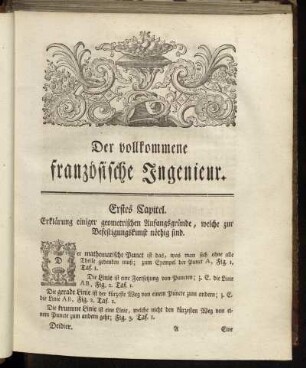 Der vollkommene
französische Ingenieur.
Erstes Capitel.
Erklärung einiger geometrischen Anfangsgründe, welche zur
Befestigungskunst nöthig sind.
Der mathematische Punct ist das, was man sich ohne alle
Theile gedenken muß; zum Exempel der Punct A, Fig. 1.
Taf. 1.
Die Linie ist eine Fortsetzung von Puncten; z. E. die Linie
AB, Fig. 2. Taf. 1.
Die gerade Linie ist der kürzeste Weg von einem Puncte zum andern; z. E.
die Linie AB, Fig. 2. Taf. 1.
Die krumme Linie ist eine Linie, welche nicht den kürzesten Weg von ei-
nem Puncte zum andern geht; Fig. 3. Taf. 1.
Deidier. A Eine